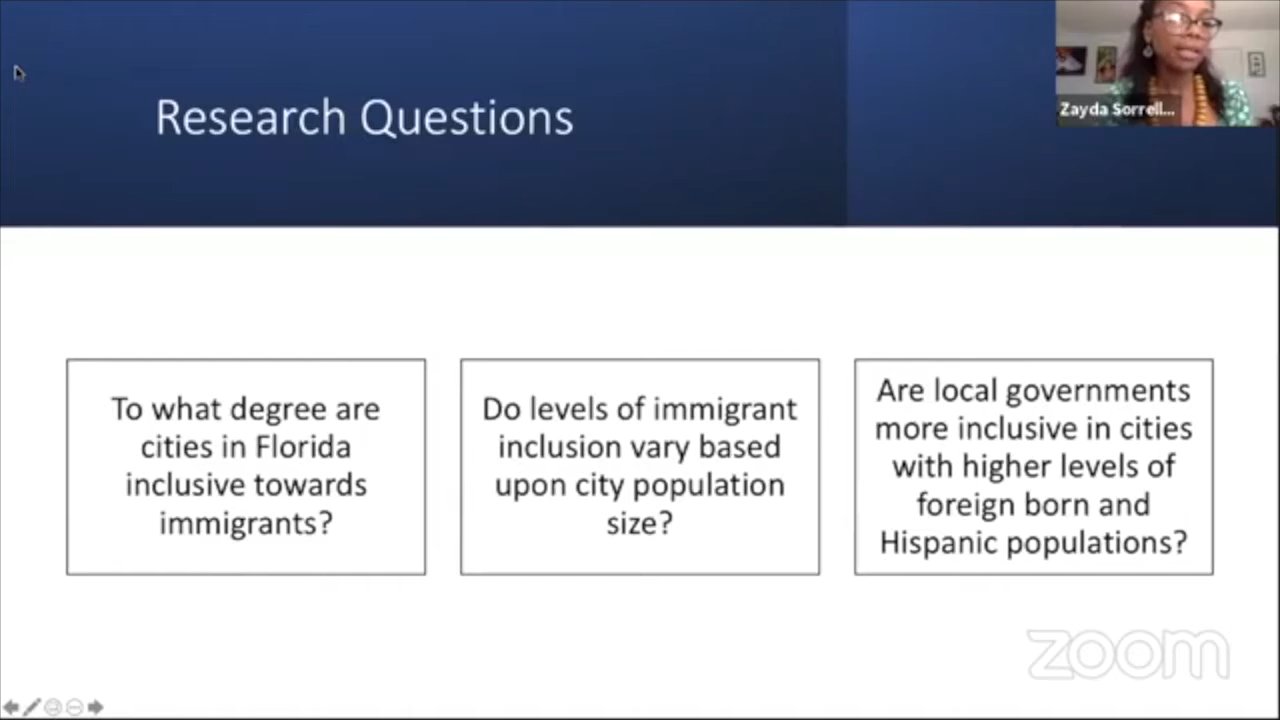 Research Questions
Zayda Sorrell...
To what degree are
cities in Florida
inclusive towards
immigrants?
Do levels of immigrant
inclusion vary based
upon city population
size?
Are local governments
more inclusive in cities
with higher levels of
foreign born and
Hispanic populations?
zoom